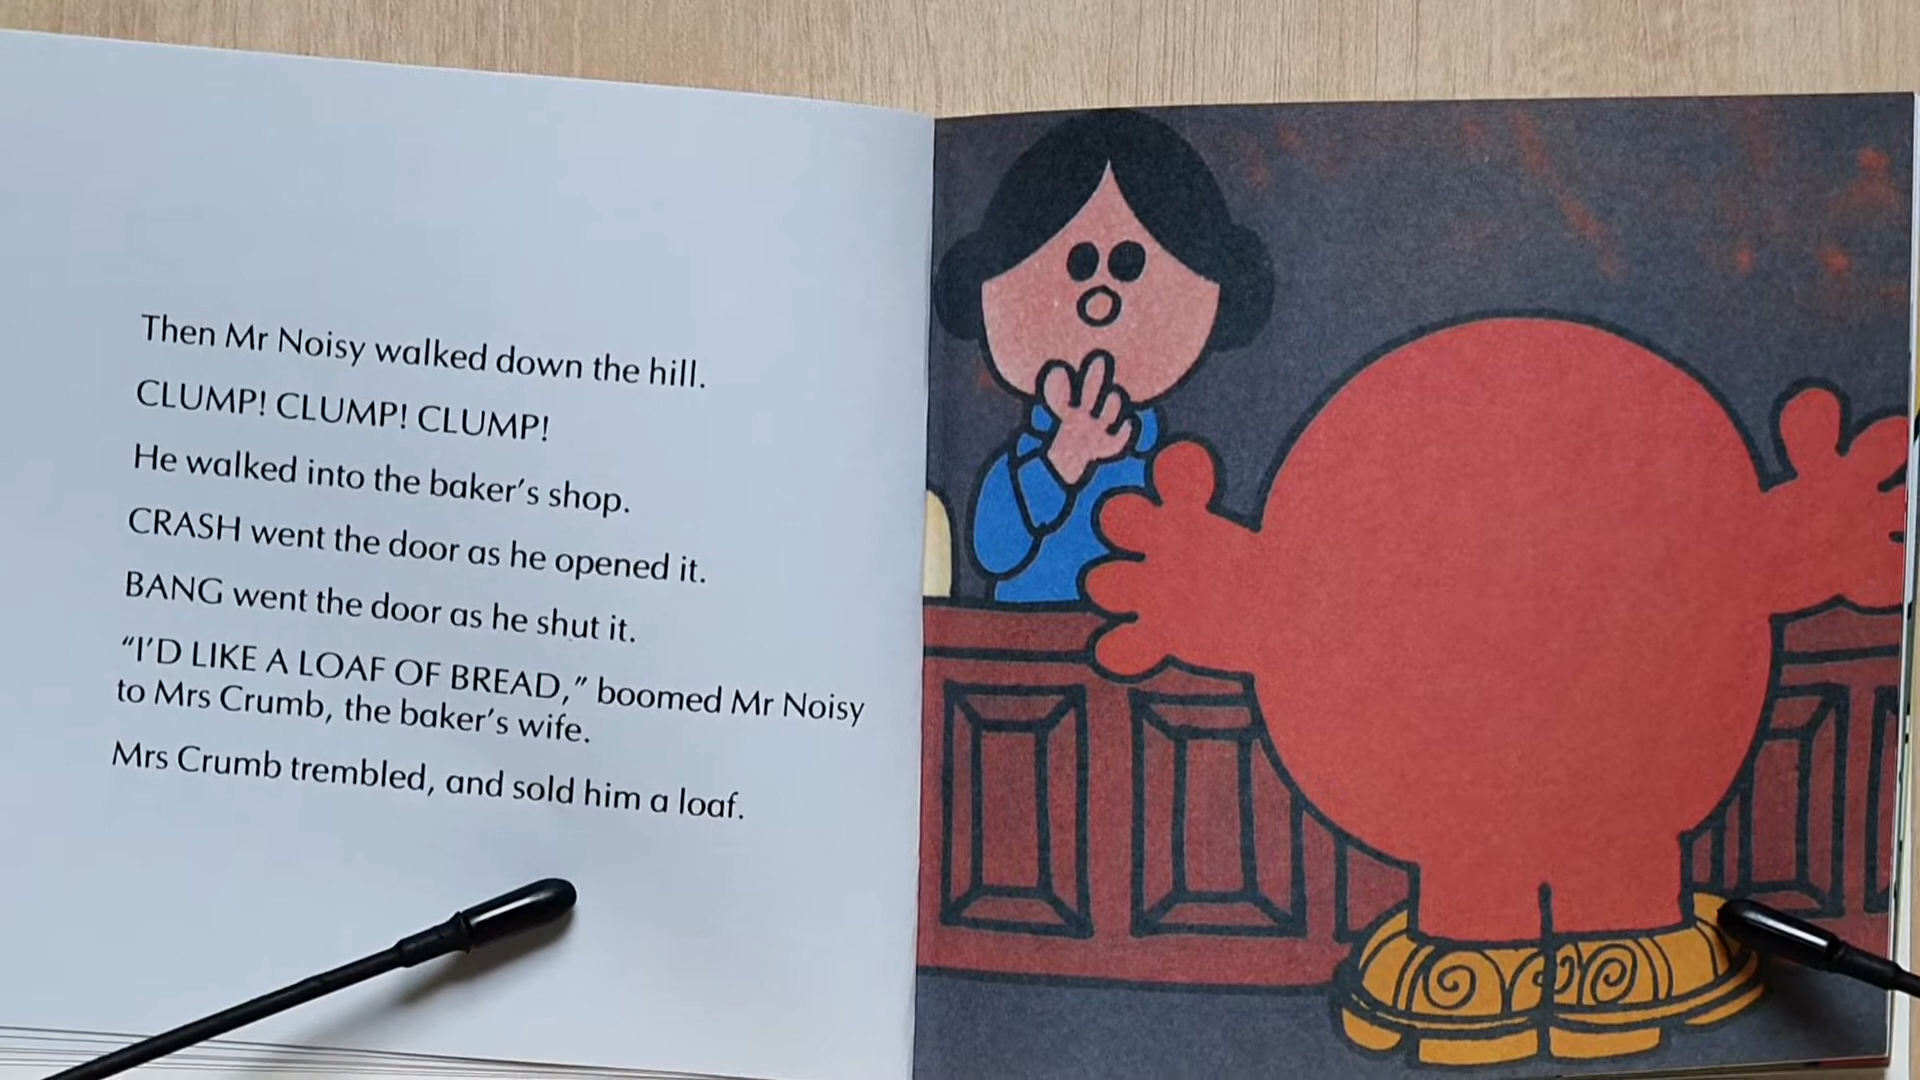 Then Mr Noisy walked down the hill.
CLUMP! CLUMP! CLUMP!
He walked into the baker’s shop.
CRASH went the door as he opened it.
BANG went the door as he shut it.
“I’D LIKE A LOAF OF BREAD,” boomed Mr Noisy
to Mrs Crumb, the baker’s wife.
Mrs Crumb trembled, and sold him a loaf.